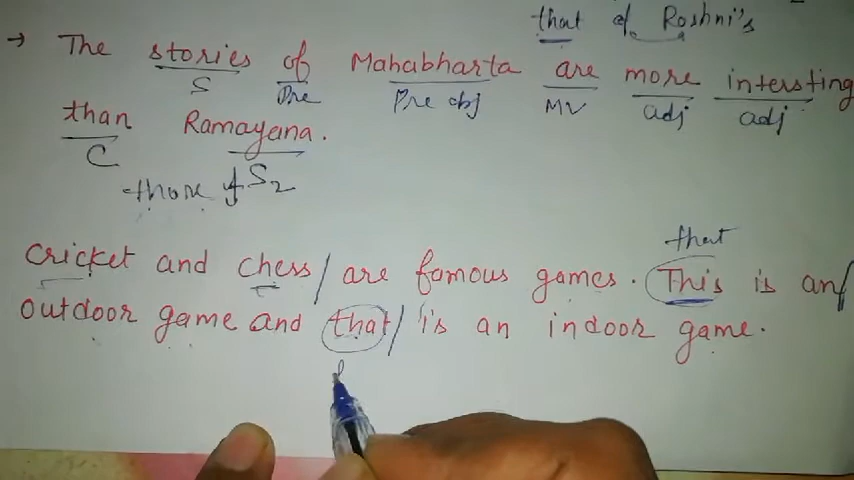 that of Roshni's
→ The stories of Mahabharta are more intersting
S Pre Pre obj MV adj adj
than Ramayana.
C S2
those of
that
Cricket and chess / are famous games. This is an /
outdoor game and that / is an indoor game.